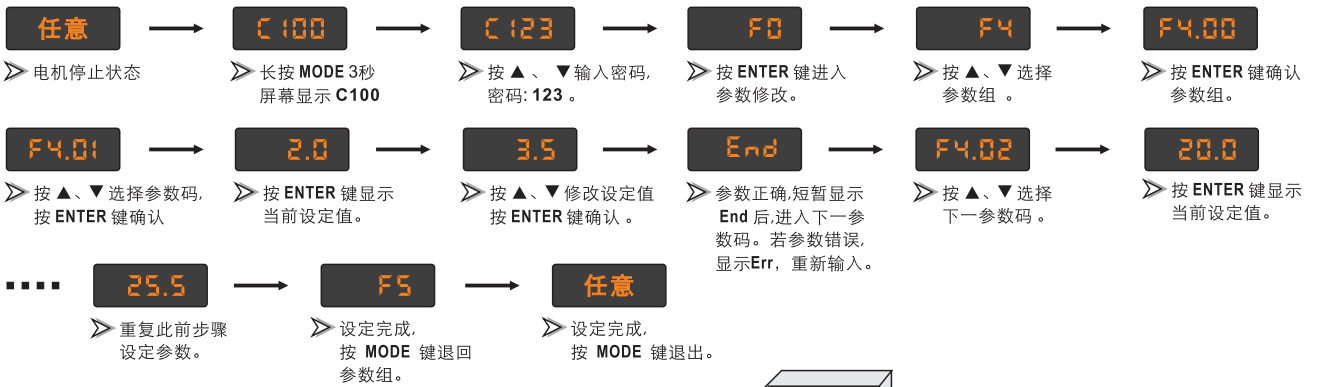 任意
C100
C123
F0
F4
F4.00
电机停止状态
长按 MODE 3秒
屏幕显示 C100
按 ▲ 、 ▼输入密码,
密码: 123 。
按 ENTER 键进入
参数修改。
按 ▲、▼ 选择
参数组 。
按 ENTER 键确认
参数组。
F4.01
2.0
3.5
End
F4.02
20.0
按 ▲、▼ 选择参数码,
按 ENTER 键确认
按 ENTER 键显示
当前设定值。
按 ▲、▼ 修改设定值
按 ENTER 键确认 。
参数正确,短暂显示
End 后,进入下一参
数码。若参数错误,
显示Err，重新输入。
按 ▲、▼ 选择
下一参数码 。
按 ENTER 键显示
当前设定值。
25.5
F5
任意
重复此前步骤
设定参数。
设定完成,
按 MODE 键退回
参数组。
设定完成,
按 MODE 键退出。